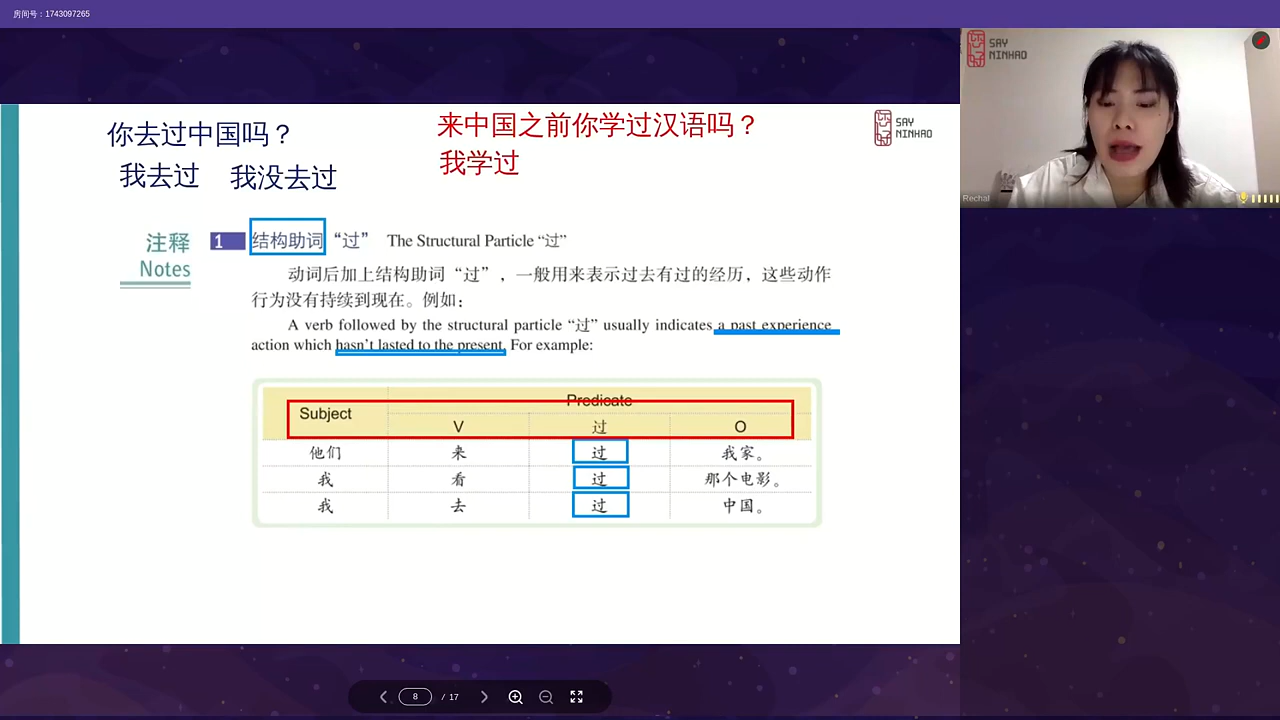 房间号：1743097265
SAY
NINHAO
Rechal
你去过中国吗？
我去过 我没去过
来中国之前你学过汉语吗？
我学过
SAY
NINHAO
注释
Notes
1 结构助词“过” The Structural Particle “过”
动词后加上结构助词“过”，一般用来表示过去有过的经历，这些动作
行为没有持续到现在。例如：
A verb followed by the structural particle “过” usually indicates a past experience
action which hasn’t lasted to the present. For example:
Subject Predicate
V 过 O
他们 来 过 我家。
我 看 过 那个电影。
我 去 过 中国。
8 / 17